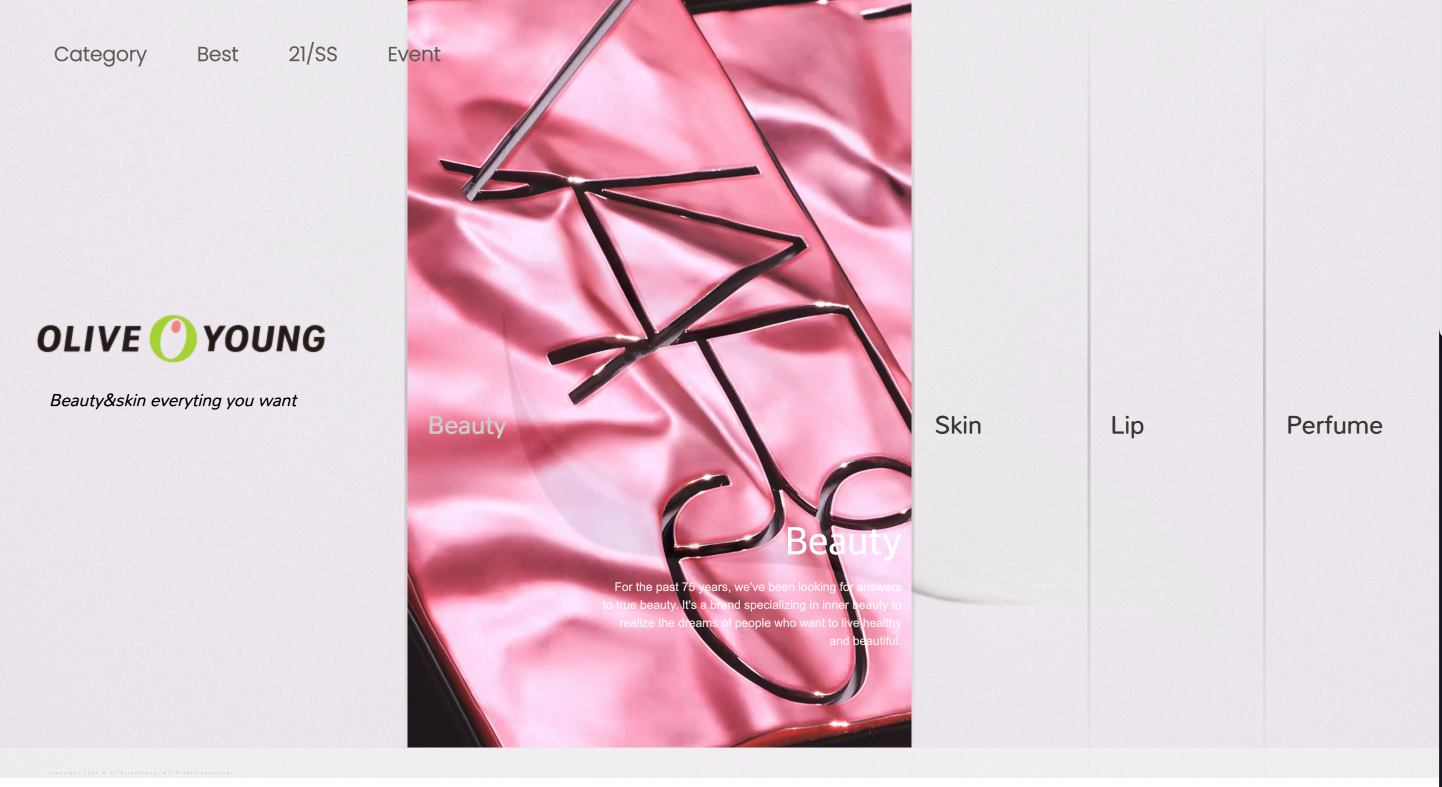 Category Best 21/SS Event
OLIVE YOUNG
Beauty&skin everyting you want
Beauty
Skin
Lip
Perfume
Beauty
For the past 75 years, we've been looking for answers
to true beauty. It's a brand specializing in inner beauty to
realize the dreams of people who want to live healthy
and beautiful.